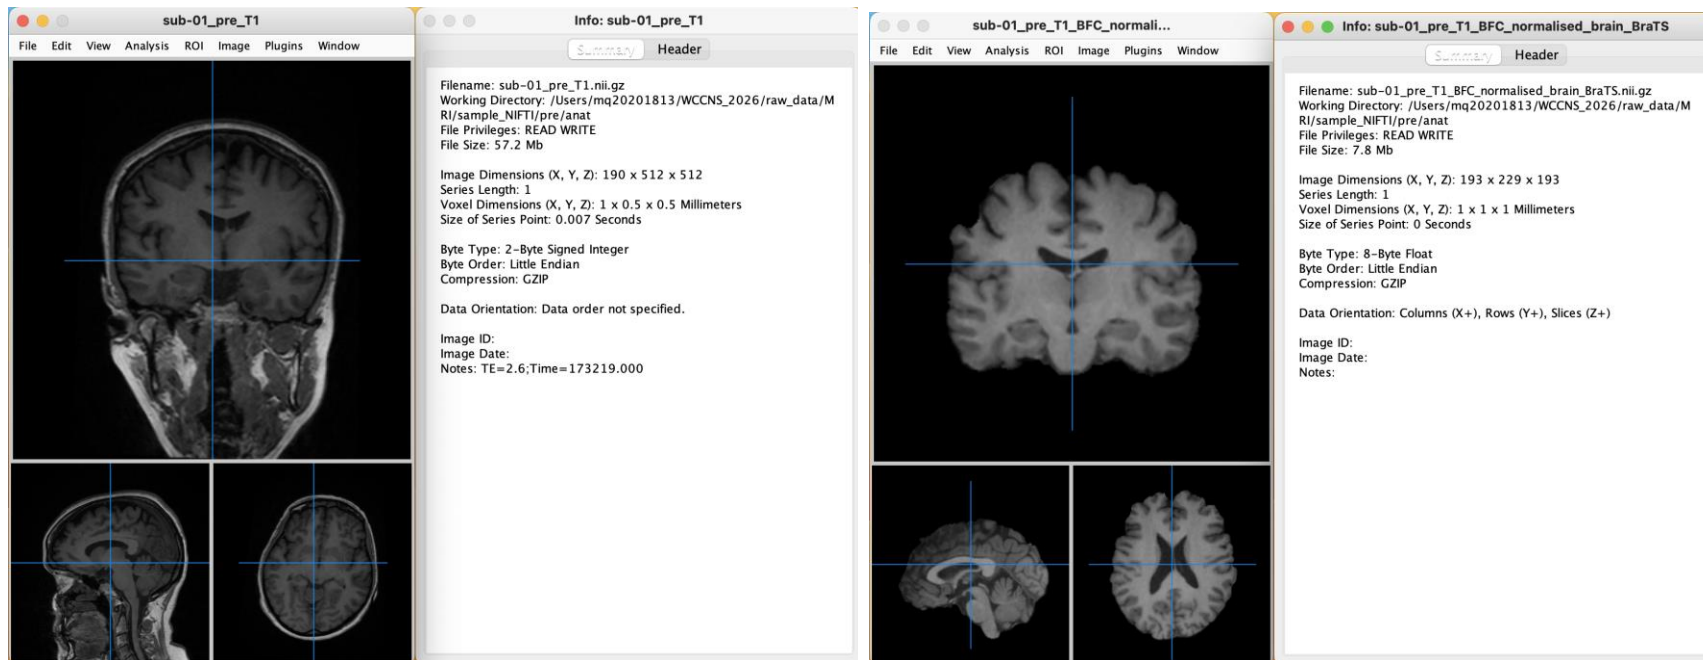 sub-01_pre_T1
File Edit View Analysis ROI Image Plugins Window
Info: sub-01_pre_T1
Summary Header
Filename: sub-01_pre_T1.nii.gz
Working Directory: /Users/mq20201813/WCCNS_2026/raw_data/M
RI/sample_NIFTI/pre/anat
File Privileges: READ WRITE
File Size: 57.2 Mb
Image Dimensions (X, Y, Z): 190 x 512 x 512
Series Length: 1
Voxel Dimensions (X, Y, Z): 1 x 0.5 x 0.5 Millimeters
Size of Series Point: 0.007 Seconds
Byte Type: 2-Byte Signed Integer
Byte Order: Little Endian
Compression: GZIP
Data Orientation: Data order not specified.
Image ID:
Image Date:
Notes: TE=2.6;Time=173219.000
sub-01_pre_T1_BFC_normali...
File Edit View Analysis ROI Image Plugins Window
Info: sub-01_pre_T1_BFC_normalised_brain_BraTS
Summary Header
Filename: sub-01_pre_T1_BFC_normalised_brain_BraTS.nii.gz
Working Directory: /Users/mq20201813/WCCNS_2026/raw_data/M
RI/sample_NIFTI/pre/anat
File Privileges: READ WRITE
File Size: 7.8 Mb
Image Dimensions (X, Y, Z): 193 x 229 x 193
Series Length: 1
Voxel Dimensions (X, Y, Z): 1 x 1 x 1 Millimeters
Size of Series Point: 0 Seconds
Byte Type: 8-Byte Float
Byte Order: Little Endian
Compression: GZIP
Data Orientation: Columns (X+), Rows (Y+), Slices (Z+)
Image ID:
Image Date:
Notes: